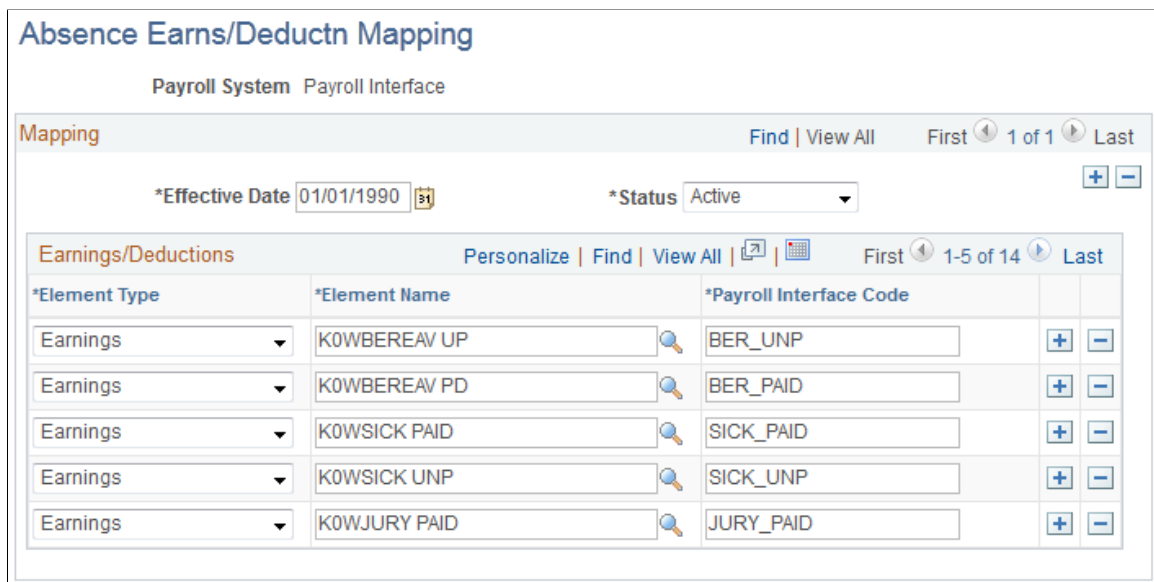 Absence Earns/Deductn Mapping
Payroll System Payroll Interface
Mapping Find | View All First 1 of 1 Last
*Effective Date 01/01/1990 31 *Status Active
Earnings/Deductions Personalize | Find | View All | | First 1-5 of 14 Last
*Element Type *Element Name *Payroll Interface Code
Earnings K0WBEREAV UP BER_UNP
Earnings K0WBEREAV PD BER_PAID
Earnings K0WSICK PAID SICK_PAID
Earnings K0WSICK UNP SICK_UNP
Earnings K0WJURY PAID JURY_PAID